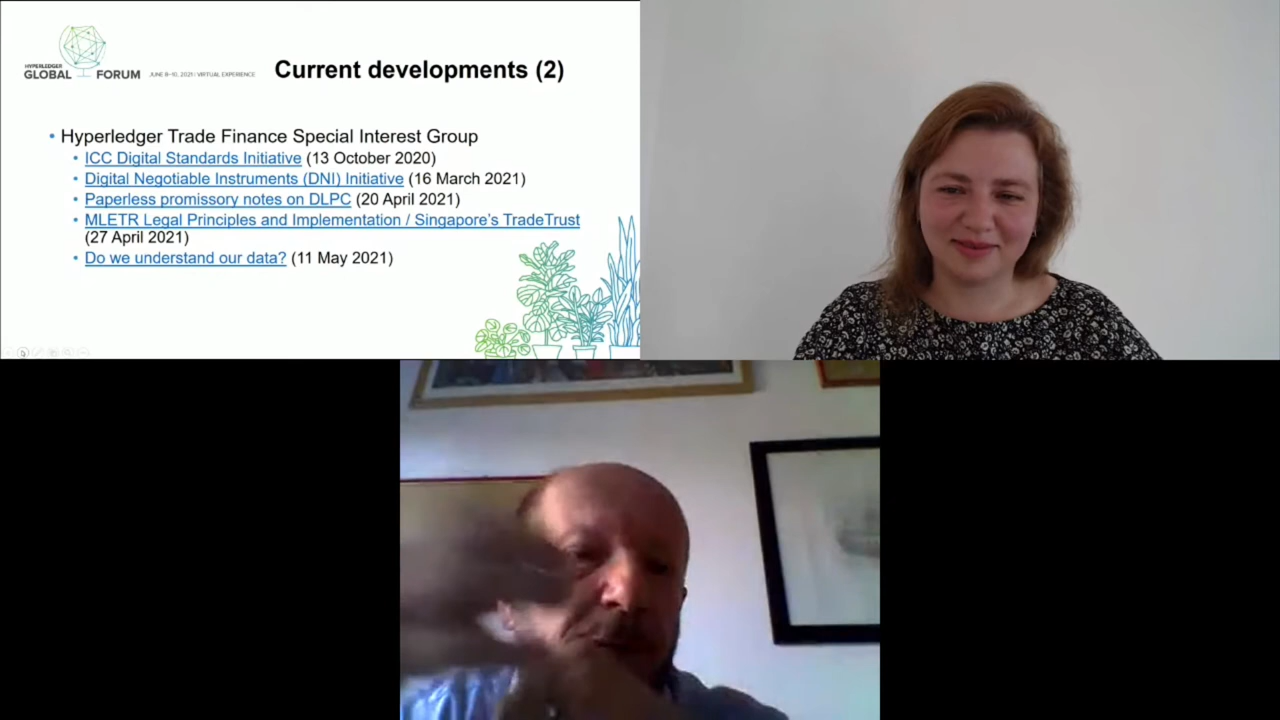 HYPERLEDGER
GLOBAL FORUM
JUNE 8–10, 2021 | VIRTUAL EXPERIENCE
Current developments (2)
• Hyperledger Trade Finance Special Interest Group
• ICC Digital Standards Initiative (13 October 2020)
• Digital Negotiable Instruments (DNI) Initiative (16 March 2021)
• Paperless promissory notes on DLPC (20 April 2021)
• MLETR Legal Principles and Implementation / Singapore's TradeTrust
(27 April 2021)
• Do we understand our data? (11 May 2021)